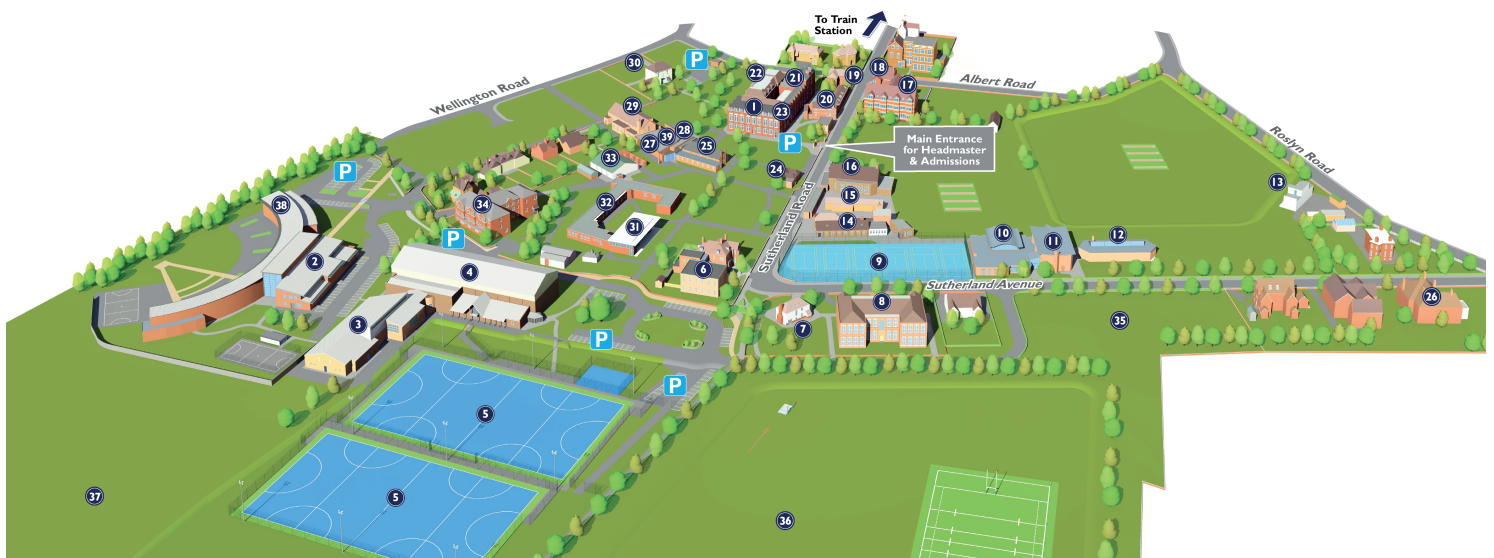 To Train
Station
P
30
22
21
19
18
17
Albert Road
Wellington Road
1
23
20
29
28
39
27
25
P
Main Entrance
for Headmaster
& Admissions
Roslyn Road
33
24
16
13
P
38
34
32
15
31
14
Sutherland Road
P
2
4
6
9
10
11
12
Sutherland Avenue
3
7
8
35
26
P
P
5
5
37
36